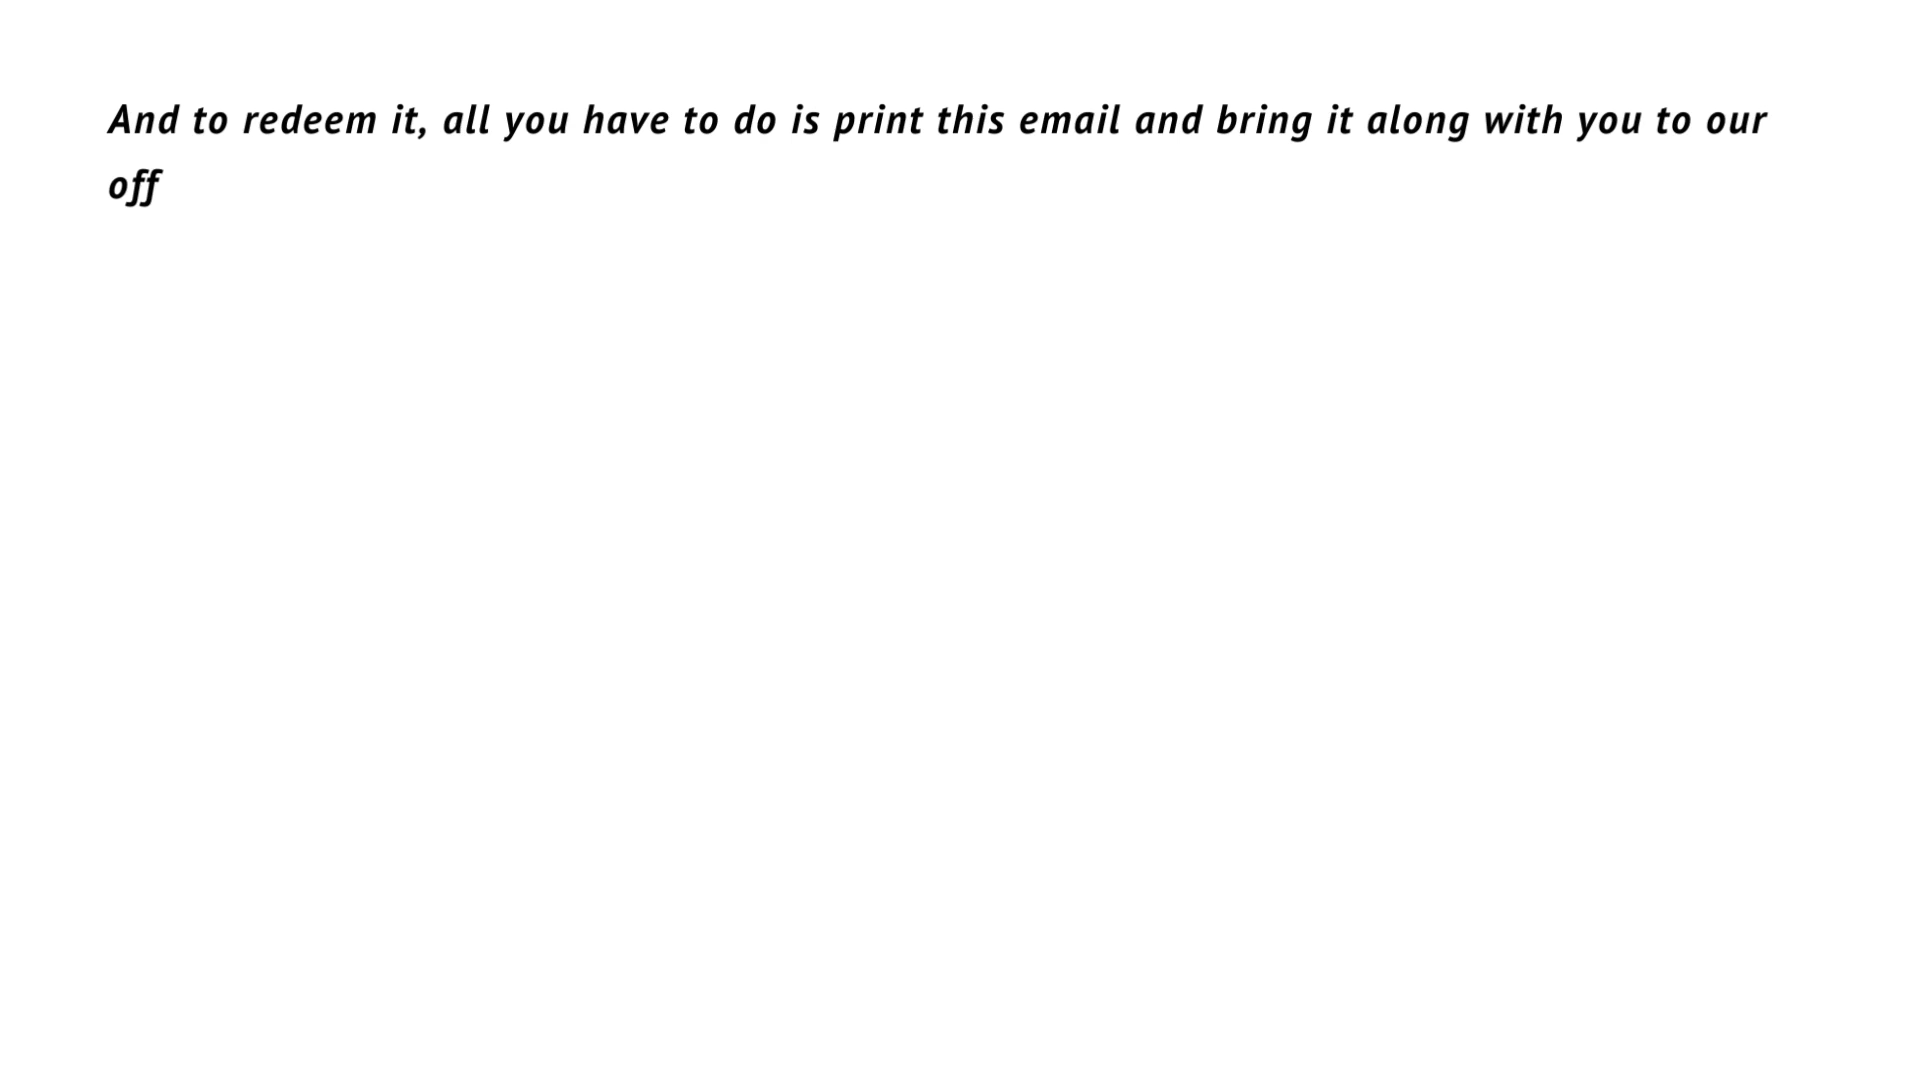 And to redeem it, all you have to do is print this email and bring it along with you to our
off